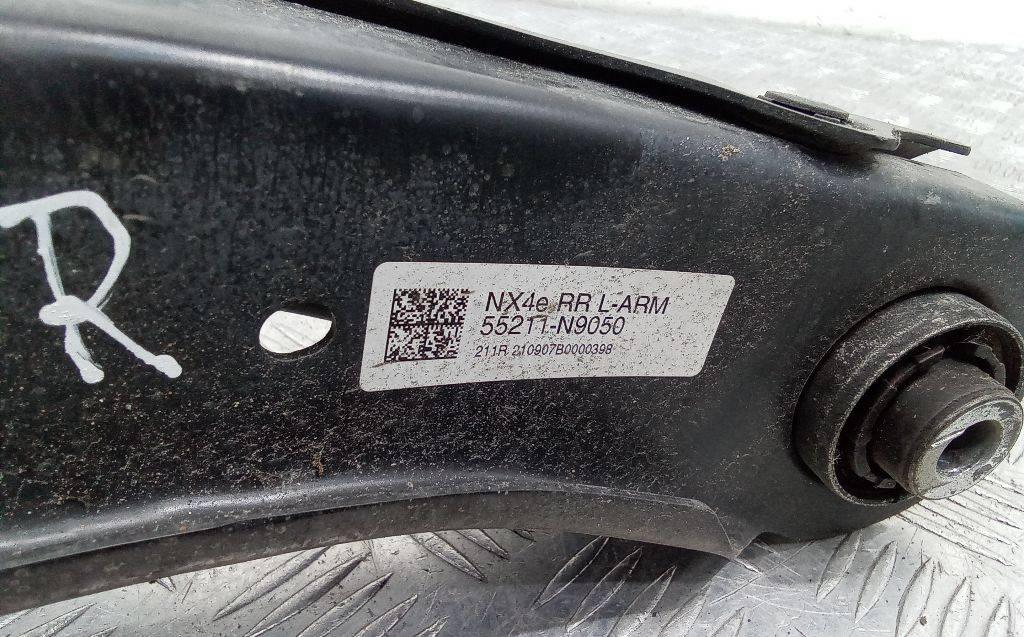 R
NX4e RR L-ARM
55211-N9050
211R 210907B0000398